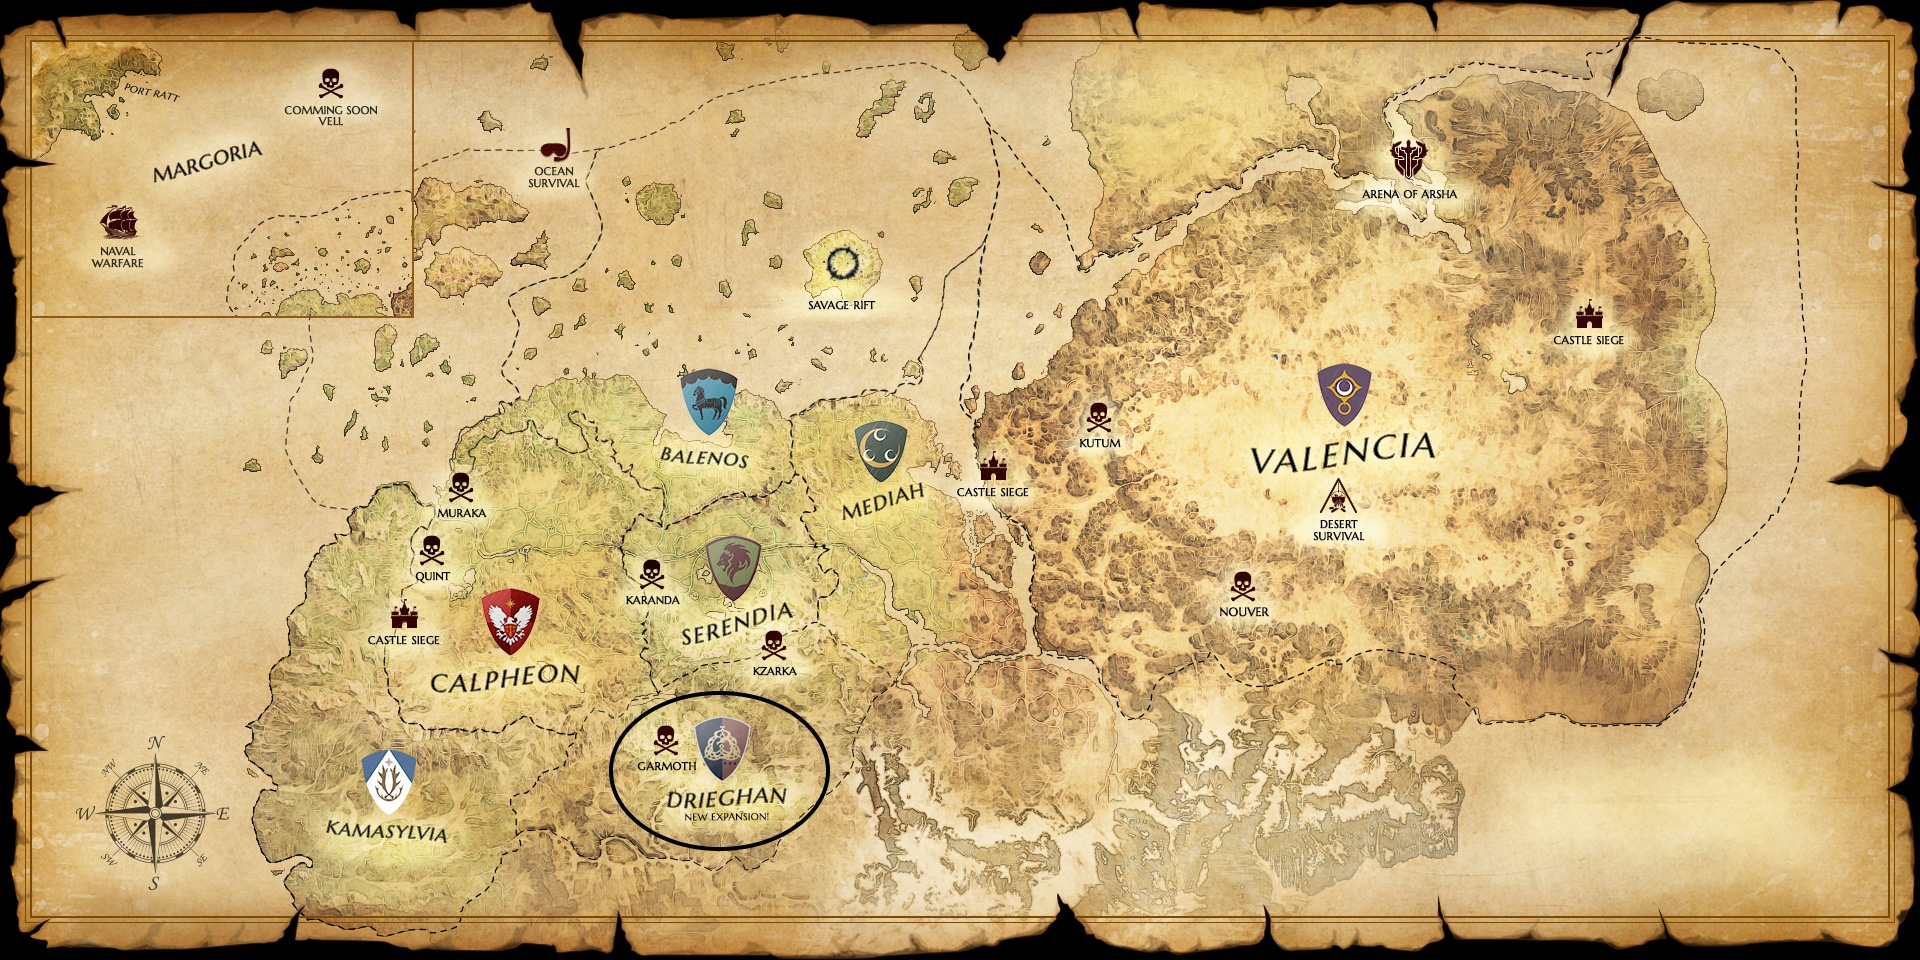 PORT RATT
COMMING SOON
VELL
MARGORIA
NAVAL
WARFARE
OCEAN
SURVIVAL
ARENA OF ARSHA
SAVAGE RIFT
CASTLE SIEGE
KUTUM
VALENCIA
BALENOS
MEDIAH
CASTLE SIEGE
DESERT
SURVIVAL
MURAKA
QUINT
KARANDA
NOUVER
SERENDIA
CASTLE SIEGE
CALPHEON
KZARKA
GARMOTH
DRIEGHAN
NEW EXPANSION!
KAMASYLVIA
N
NW
NE
W
E
SW
SE
S